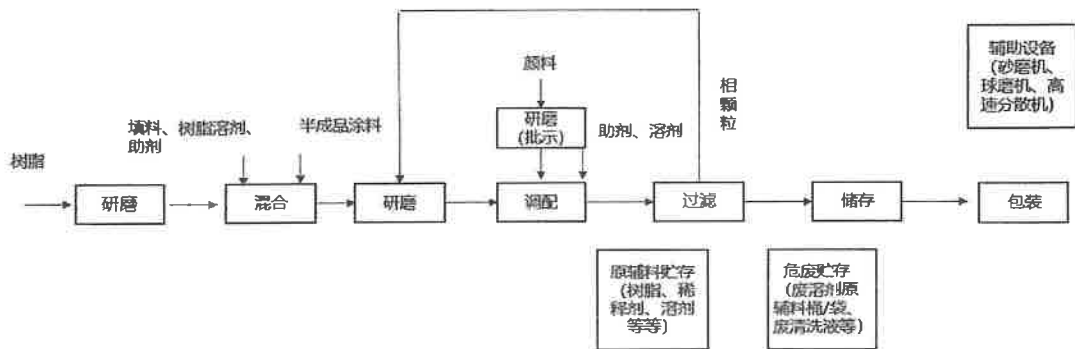 辅助设备
（砂磨机、
球磨机、高
速分散机）
颜料
相
颗
粒
研磨
(批示)
助剂、溶剂
填料、树脂溶剂、
助剂
半成品涂料
树脂
研磨
混合
研磨
调配
过滤
储存
包装
原辅料贮存
（树脂、稀
释剂、溶剂
等等）
危废贮存
（废溶剂原
辅料桶/袋、
废清洗液等）